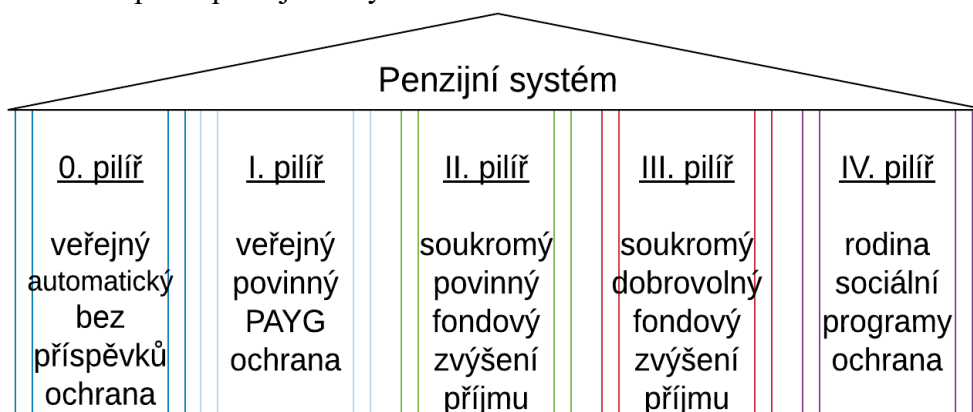 Penzijní systém
0. pilíř
veřejný
automatický
bez
příspěvků
ochrana
I. pilíř
veřejný
povinný
PAYG
ochrana
II. pilíř
soukromý
povinný
fondový
zvýšení
příjmu
III. pilíř
soukromý
dobrovolný
fondový
zvýšení
příjmu
IV. pilíř
rodina
sociální
programy
ochrana